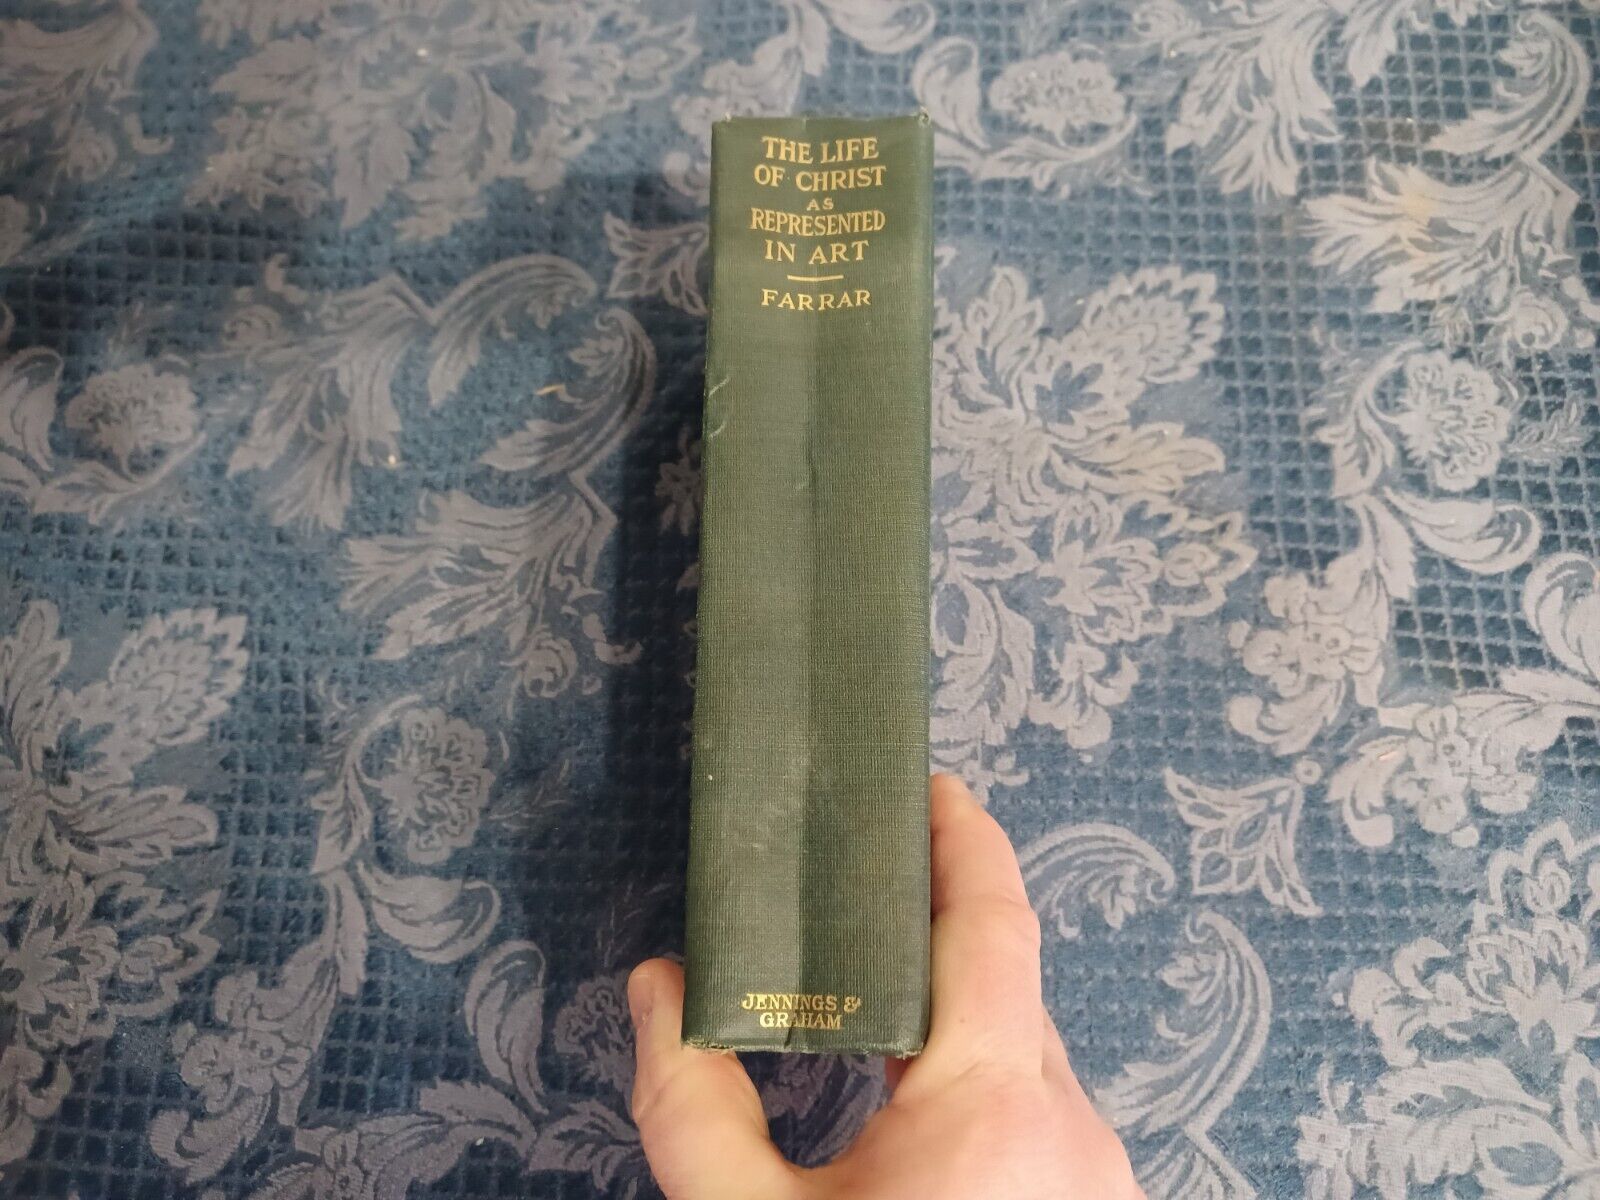 THE LIFE
OF CHRIST
AS
REPRESENTED
IN ART
FARRAR
JENNINGS &
GRAHAM